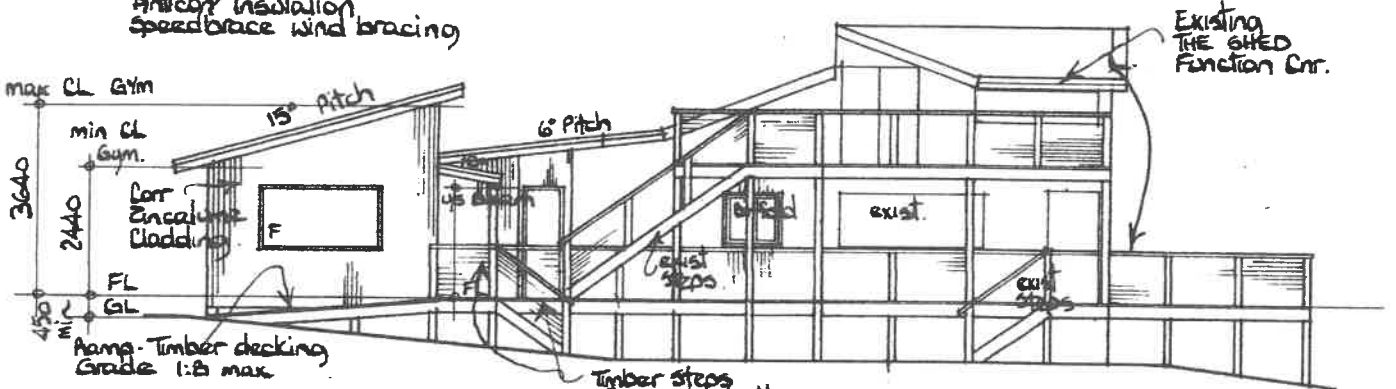 insulation
Speedbrace wind bracing
Existing
THE SHED
Function Cnr.
max CL GYM
15° Pitch
min CL
Gym.
6° Pitch
3640
2440
Corr
Zincalume
Cladding
F
exist.
exist
steps
exist
steps
F
FL
GL
450
min
Ramp - Timber decking
Grade 1:8 max
Timber steps